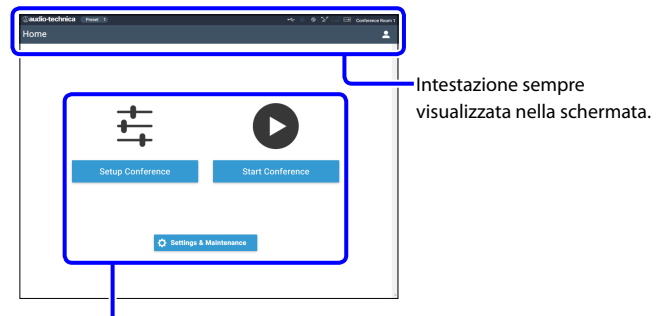 audio-technica Preset 1 Conference Room 1
Home
Intestazione sempre
visualizzata nella schermata.
Setup Conference Start Conference
Settings & Maintenance